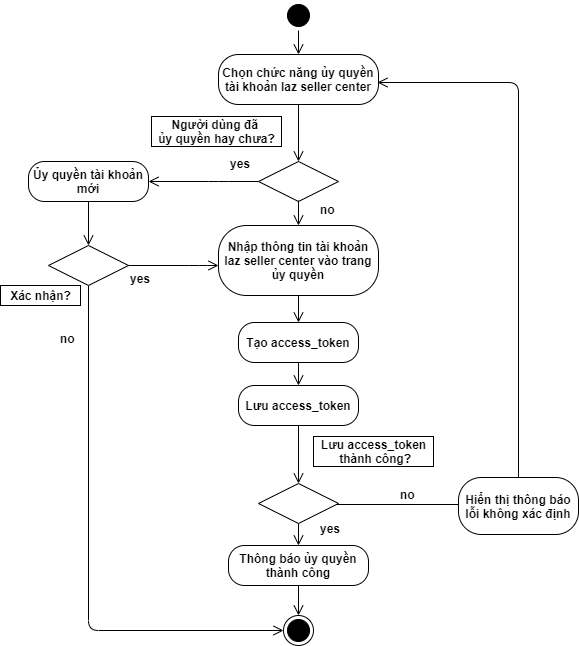 Chọn chức năng ủy quyền
tài khoản laz seller center
Người dùng đã
ủy quyền hay chưa?
yes
Ủy quyền tài khoản
mới
no
Nhập thông tin tài khoản
laz seller center vào trang
ủy quyền
yes
Xác nhận?
no
Tạo access_token
Lưu access_token
Lưu access_token
thành công?
no
Hiển thị thông báo
lỗi không xác định
yes
Thông báo ủy quyền
thành công